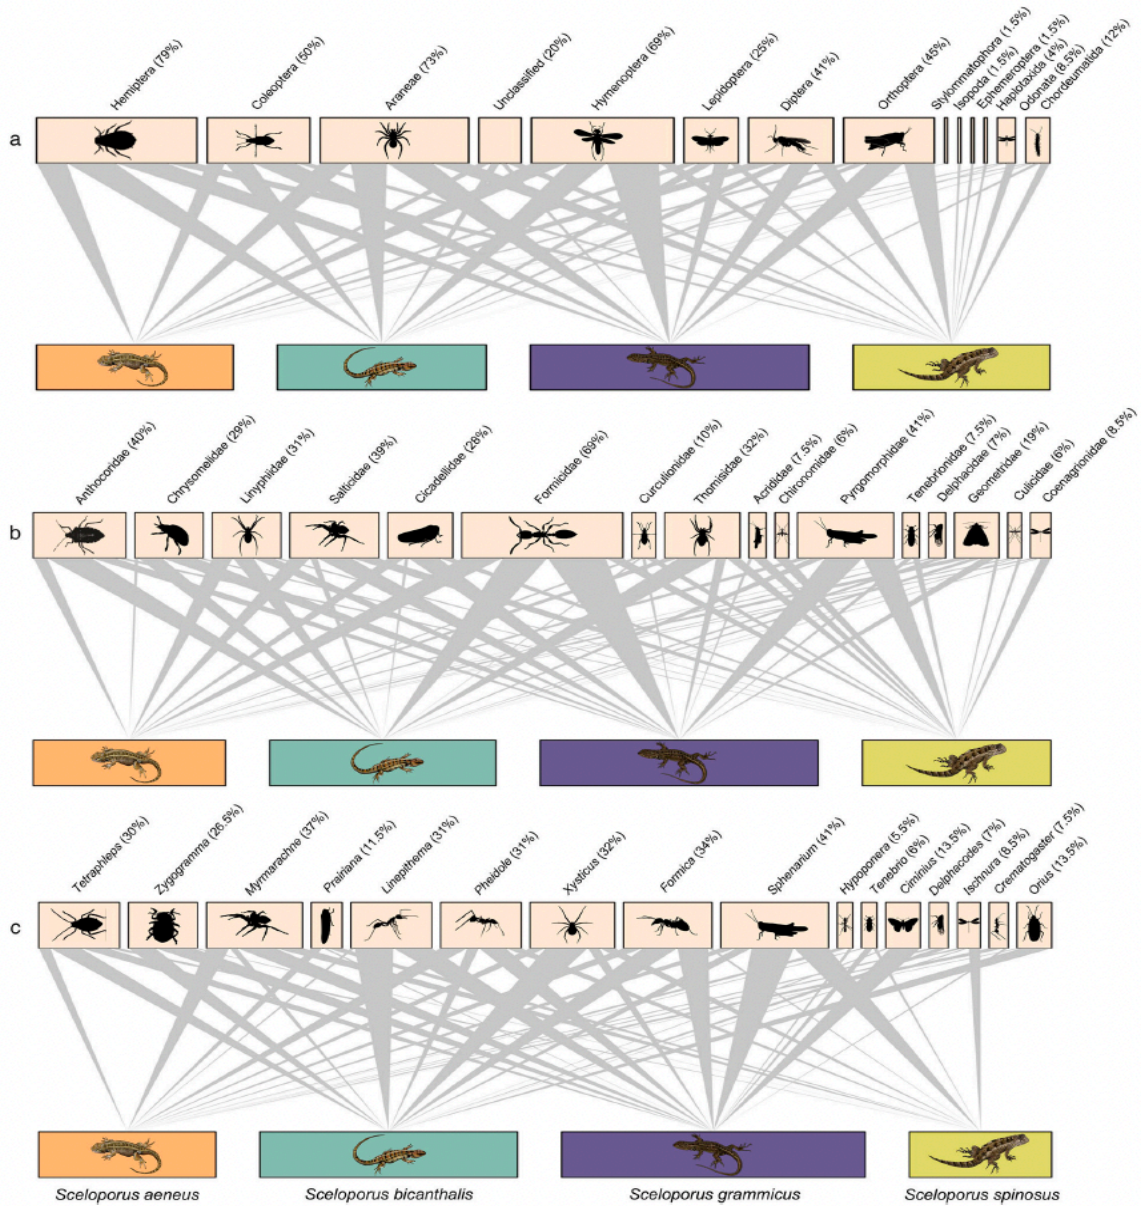 Hemiptera (79%)
Coleoptera (50%)
Araneae (73%)
Unclassified (20%)
Hymenoptera (69%)
Lepidoptera (25%)
Diptera (41%)
Orthoptera (45%)
Stylommatophora (1.5%)
Isopoda (1.5%)
Ephemeroptera (1.5%)
Haplotaxida (4%)
Odonata (8.5%)
Chordeumatida (12%)
a
Anthocoridae (40%)
Chrysomelidae (29%)
Linyphiidae (31%)
Salticidae (39%)
Cicadellidae (28%)
Formicidae (69%)
Curculionidae (10%)
Thomisidae (32%)
Acrididae (7.5%)
Chironomidae (6%)
Pyrgomorphidae (41%)
Tenebrionidae (7.5%)
Delphacidae (7%)
Geometridae (19%)
Culicidae (6%)
Coenagrionidae (8.5%)
b
Tetraphleps (30%)
Zygogramma (26.5%)
Myrmarachne (37%)
Prairiana (11.5%)
Linepithema (31%)
Pheidole (31%)
Xysticus (32%)
Formica (34%)
Sphenarium (41%)
Hypoponera (5.5%)
Tenebrio (6%)
Ciminius (13.5%)
Delphacodes (7%)
Ischnura (8.5%)
Crematogaster (7.5%)
Orius (13.5%)
c
Sceloporus aeneus
Sceloporus bicanthalis
Sceloporus grammicus
Sceloporus spinosus